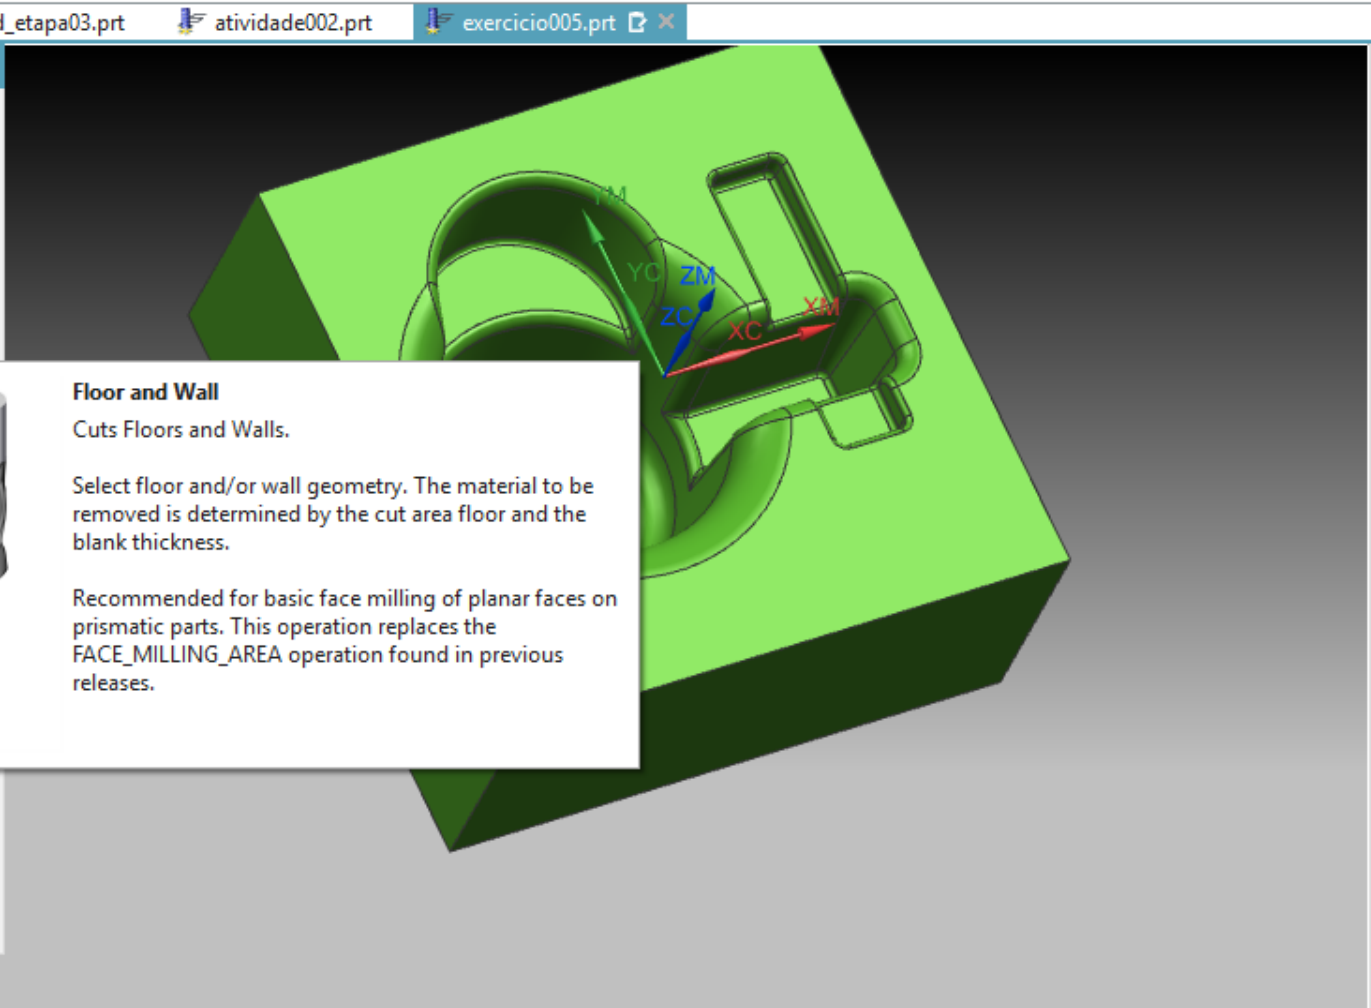 d_etapa03.prt
atividade002.prt
exercicio005.prt
YM
YC
ZM
ZC
XM
XC
Floor and Wall
Cuts Floors and Walls.
Select floor and/or wall geometry. The material to be
removed is determined by the cut area floor and the
blank thickness.
Recommended for basic face milling of planar faces on
prismatic parts. This operation replaces the
FACE_MILLING_AREA operation found in previous
releases.